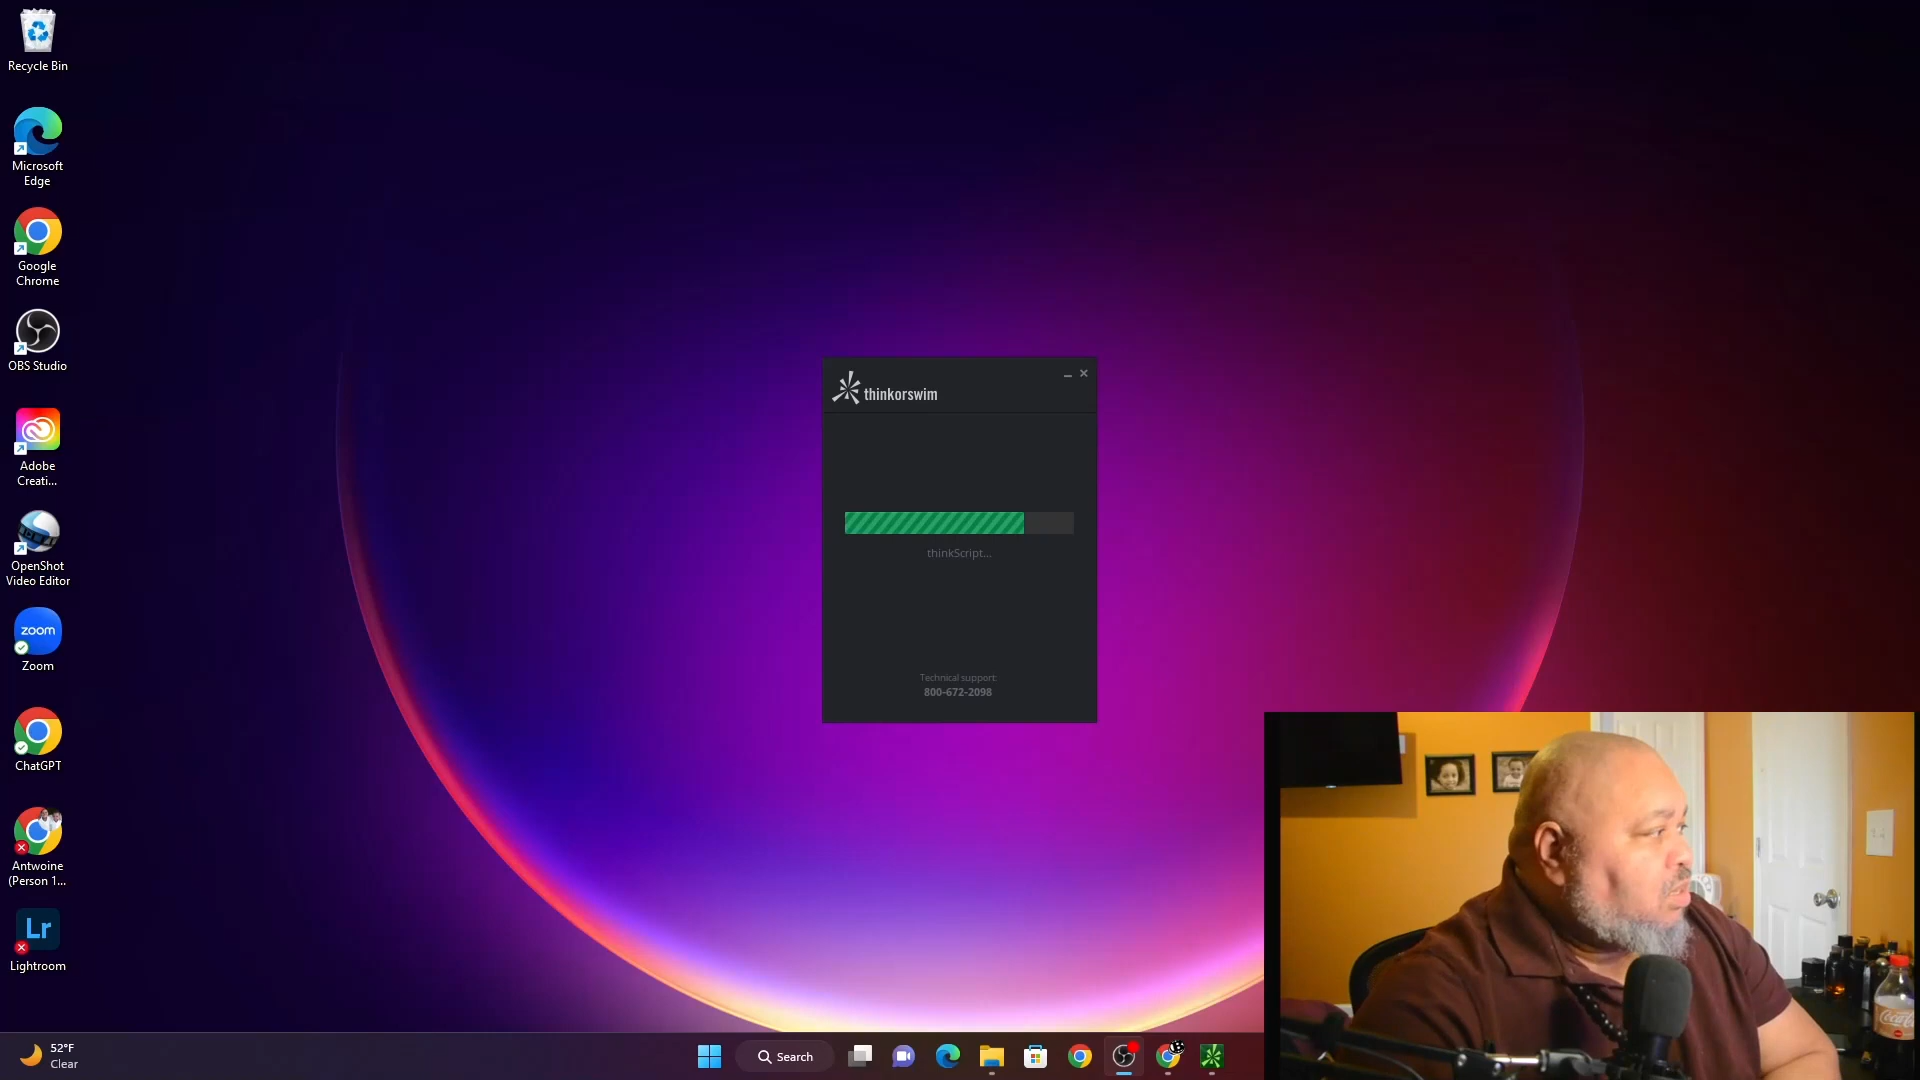 Recycle Bin
Microsoft
Edge
Google
Chrome
OBS Studio
Adobe
Creati...
OpenShot
Video Editor
zoom
Zoom
ChatGPT
Antwoine
(Person 1...
Lr
Lightroom
thinkorswim
thinkScript...
Technical support:
800-672-2098
52°F
Clear
Search